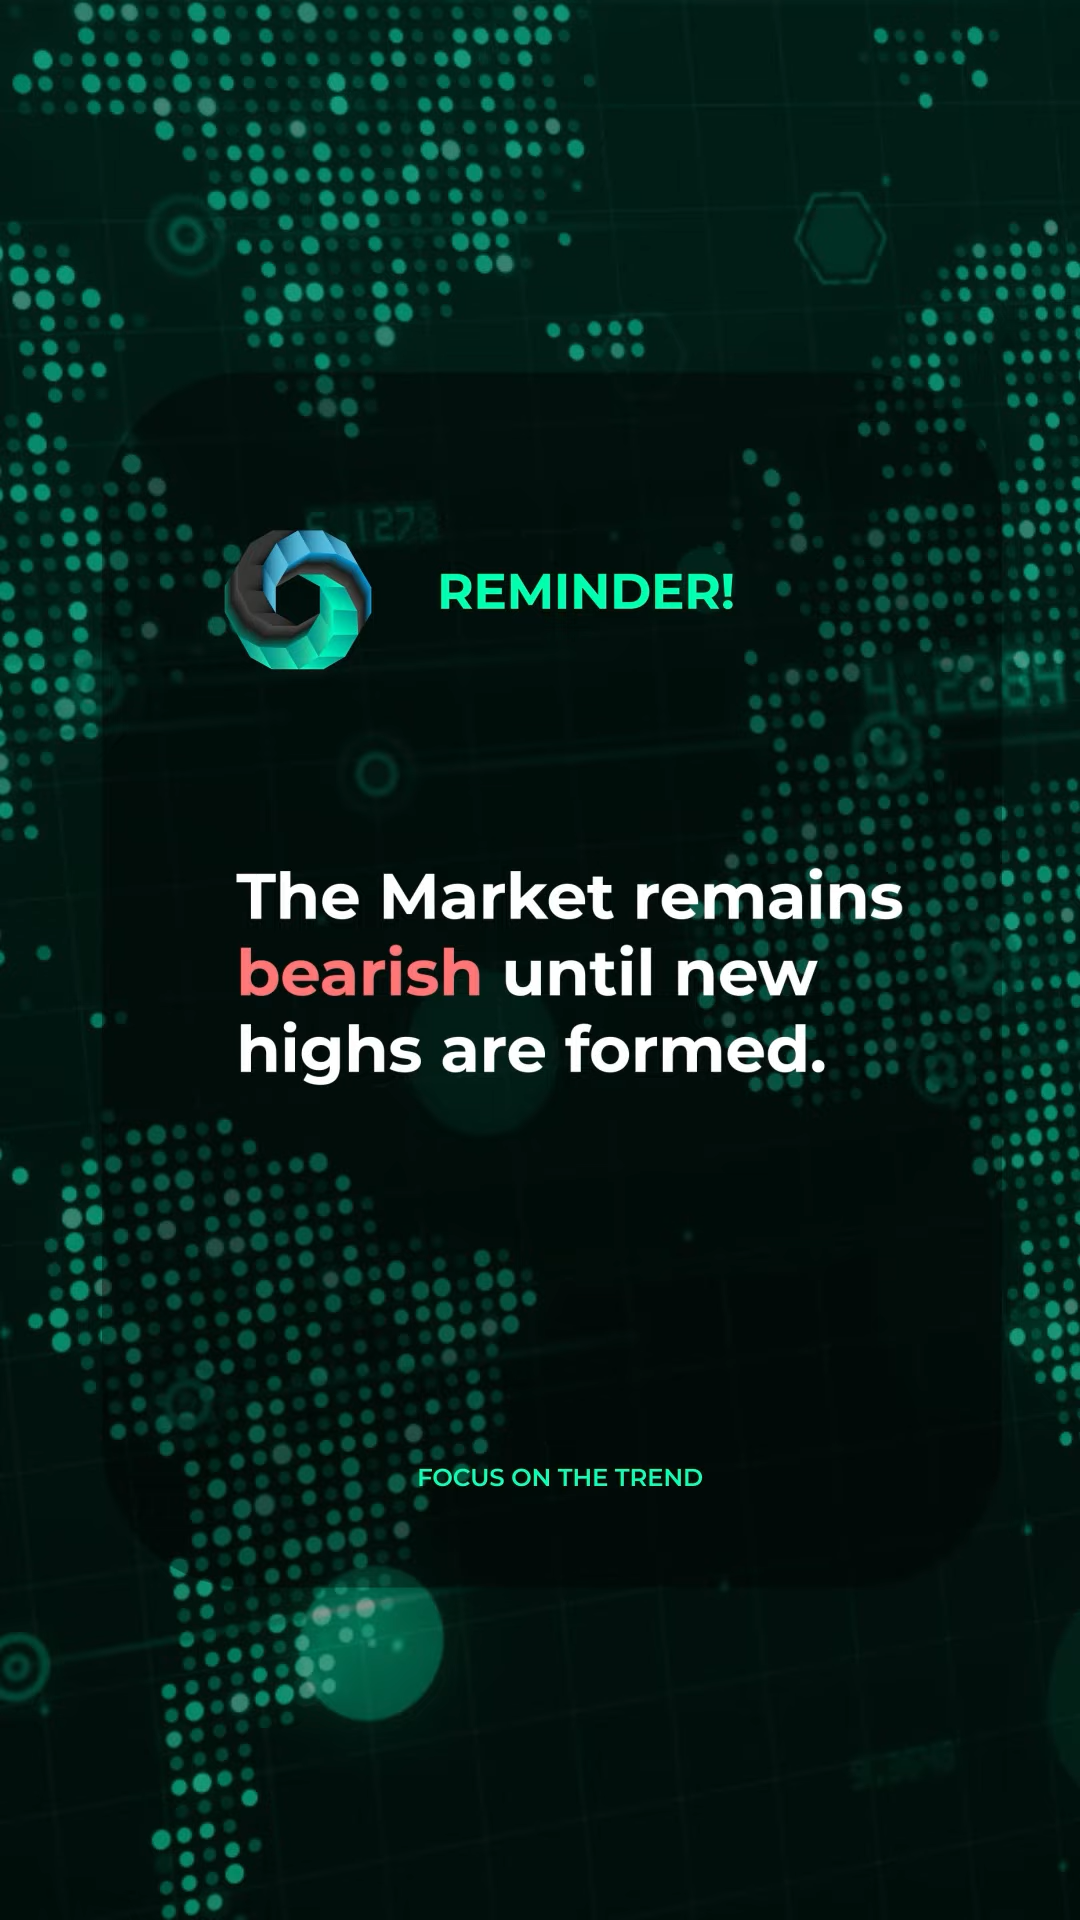 REMINDER!
The Market remains
bearish until new
highs are formed.
FOCUS ON THE TREND